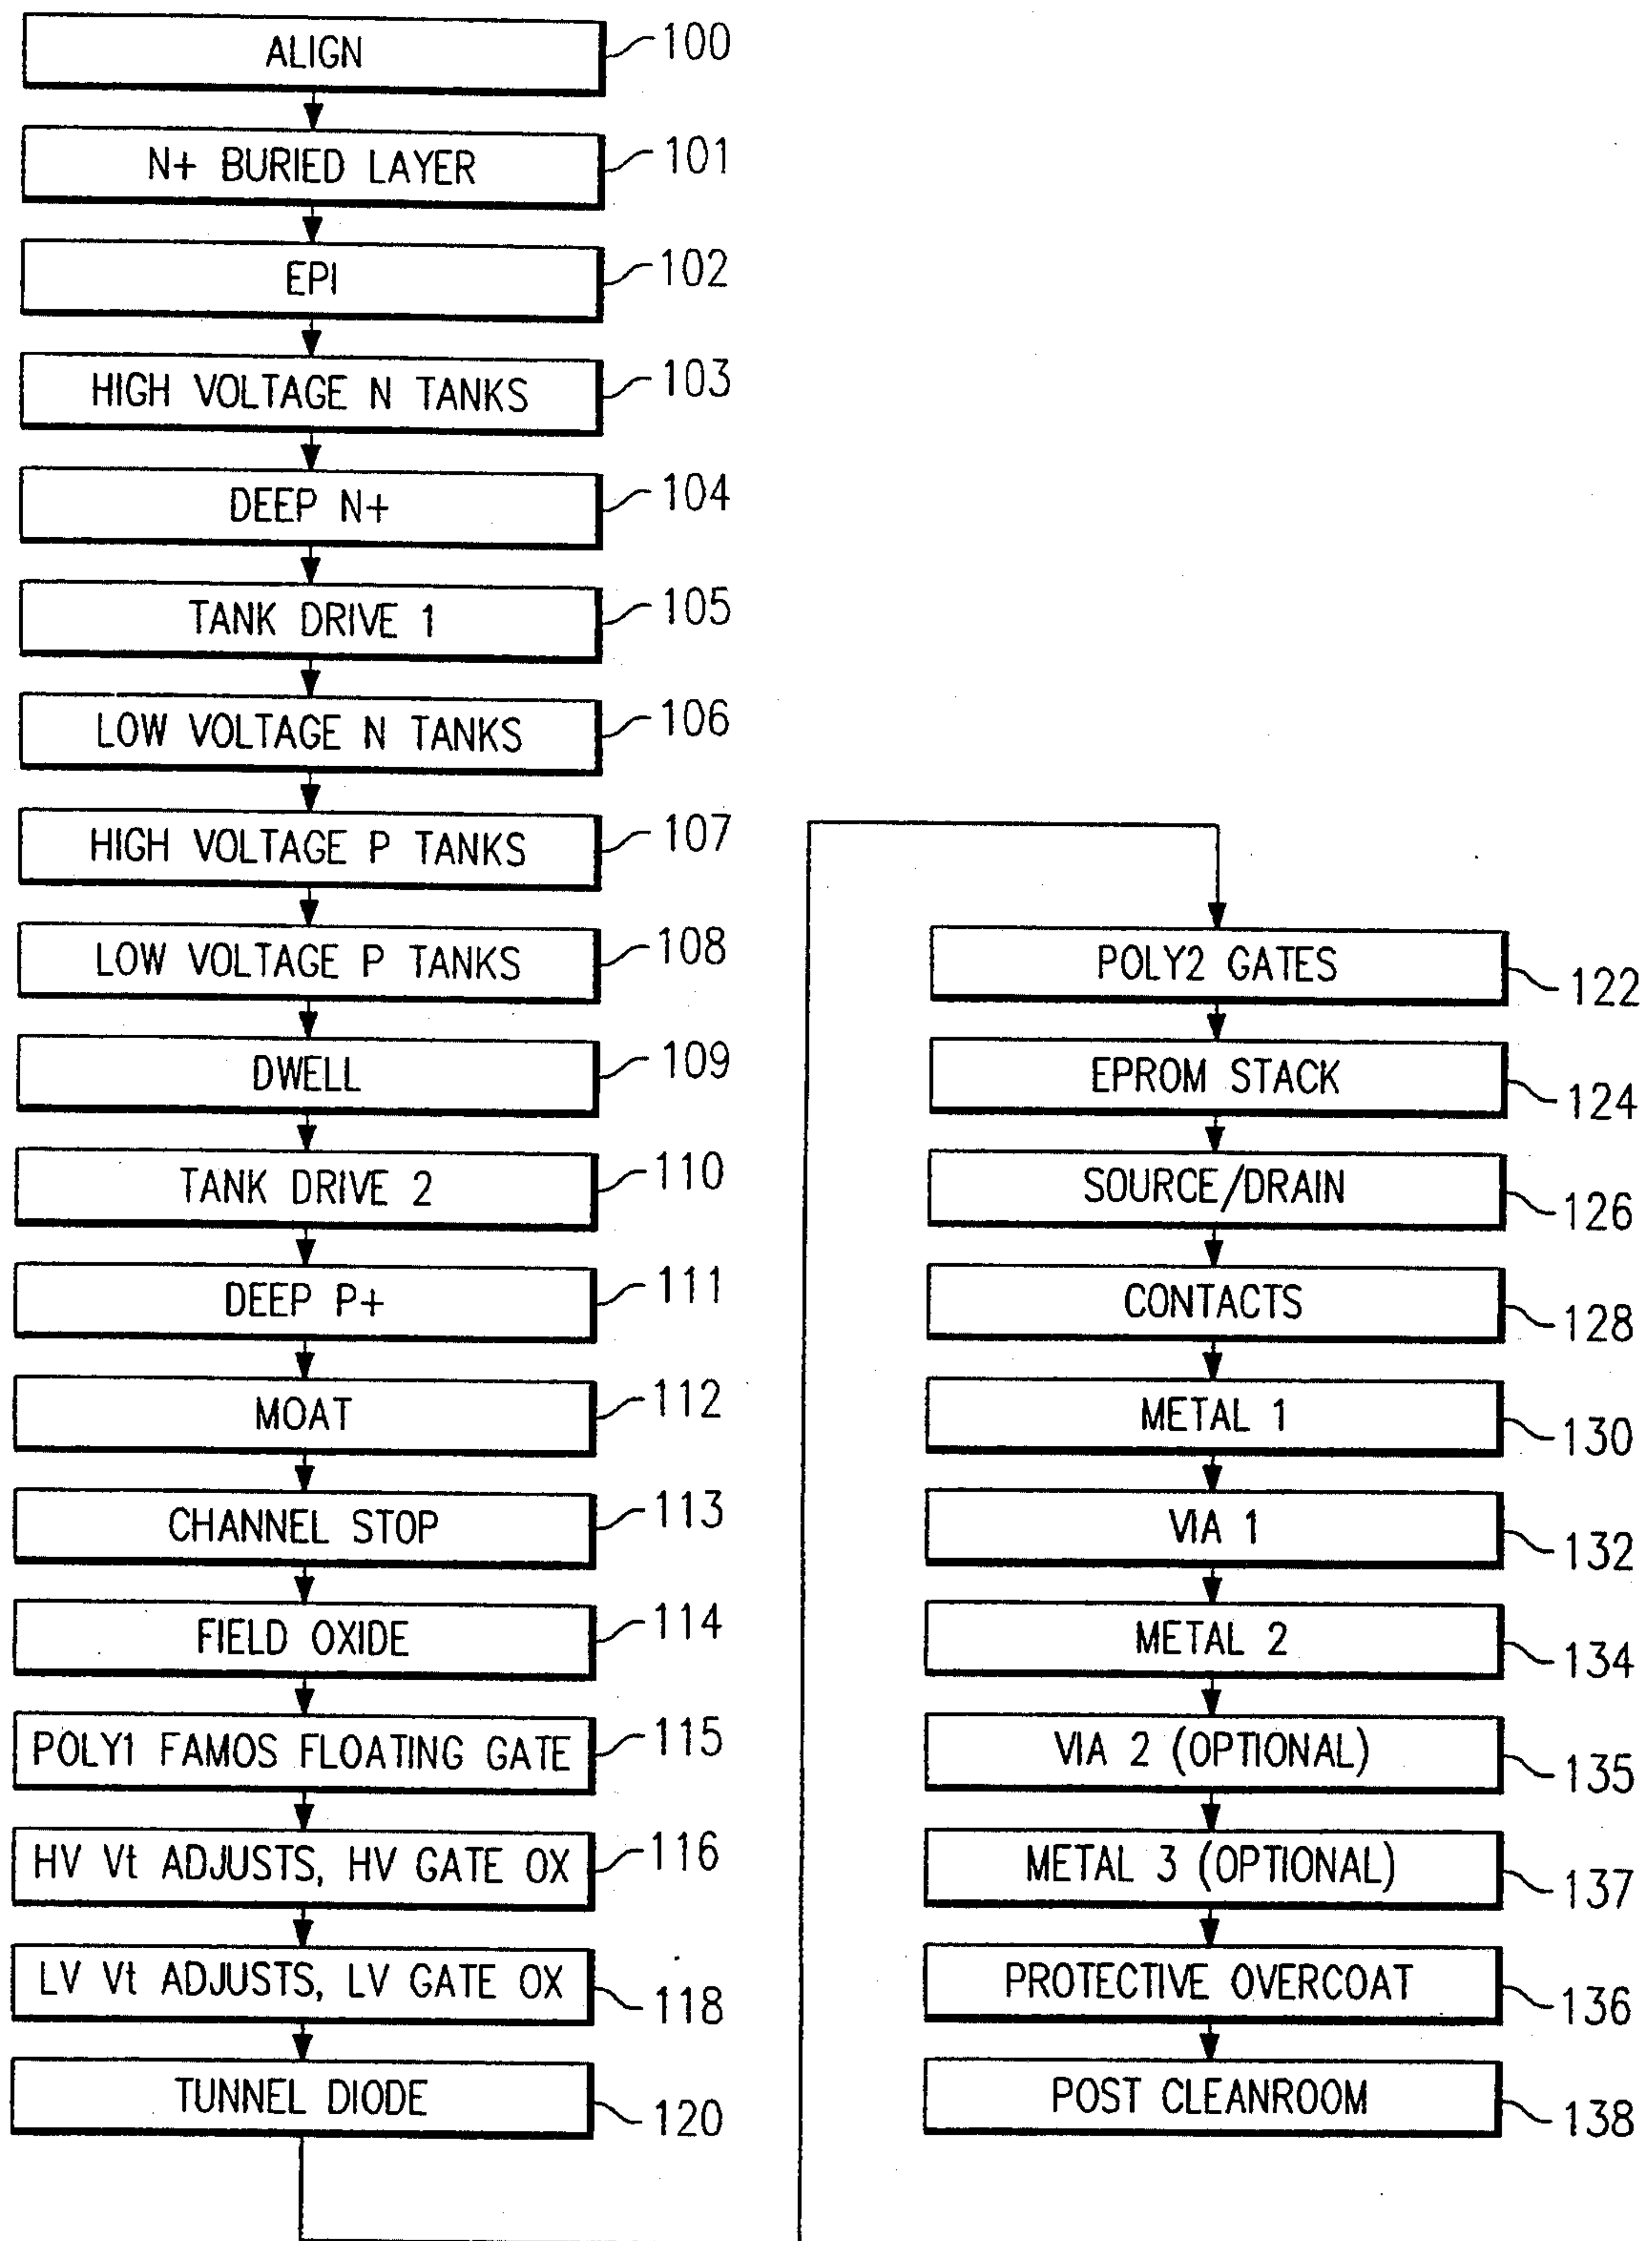 ALIGN 100
N+ BURIED LAYER 101
EPI 102
HIGH VOLTAGE N TANKS 103
DEEP N+ 104
TANK DRIVE 1 105
LOW VOLTAGE N TANKS 106
HIGH VOLTAGE P TANKS 107
LOW VOLTAGE P TANKS 108
DWELL 109
TANK DRIVE 2 110
DEEP P+ 111
MOAT 112
CHANNEL STOP 113
FIELD OXIDE 114
POLY1 FAMOS FLOATING GATE 115
HV Vt ADJUSTS, HV GATE OX 116
LV Vt ADJUSTS, LV GATE OX 118
TUNNEL DIODE 120
POLY2 GATES 122
EPROM STACK 124
SOURCE/DRAIN 126
CONTACTS 128
METAL 1 130
VIA 1 132
METAL 2 134
VIA 2 (OPTIONAL) 135
METAL 3 (OPTIONAL) 137
PROTECTIVE OVERCOAT 136
POST CLEANROOM 138